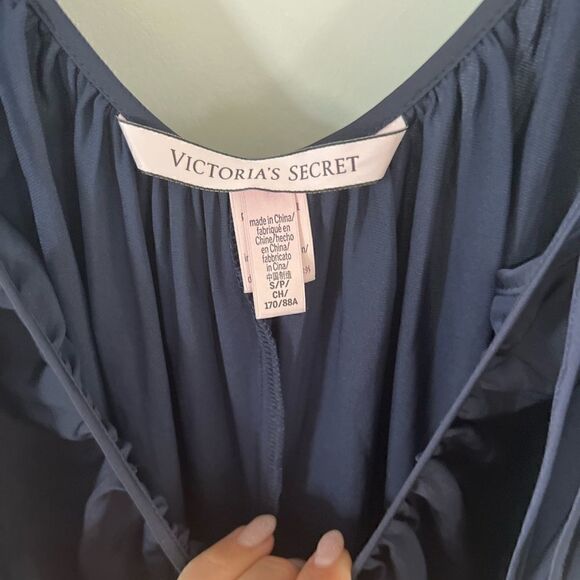 VICTORIA'S SECRET
made in China/
fabriqué en
Chine/hecho
en China/
fabbricato
in Cina/
中国制造
S/P/
CH/
170/88A